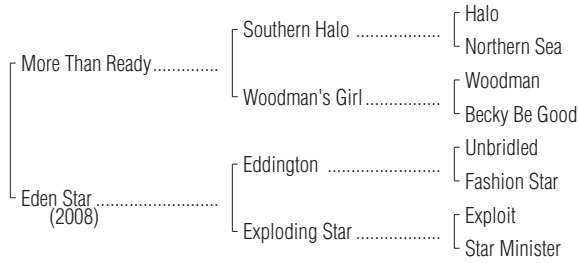 Halo
Southern Halo ..................
Northern Sea
More Than Ready..............
Woodman
Woodman's Girl................
Becky Be Good
Unbridled
Eddington .......................
Fashion Star
Eden Star ..........................
(2008)
Exploit
Exploding Star ..................
Star Minister